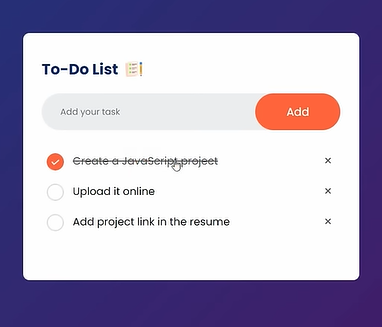 To-Do List
Add your task
Add
Create a JavaScript project
Upload it online
Add project link in the resume